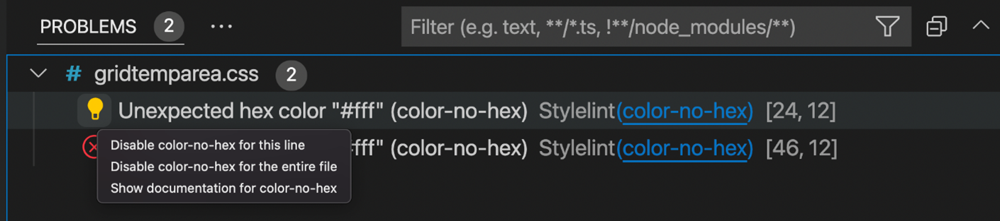 PROBLEMS 2 ... Filter (e.g. text, **/*.ts, !**/node_modules/**)
# gridtemparea.css 2
Unexpected hex color "#fff" (color-no-hex) Stylelint(color-no-hex) [24, 12]
#fff" (color-no-hex) Stylelint(color-no-hex) [46, 12]
Disable color-no-hex for this line
Disable color-no-hex for the entire file
Show documentation for color-no-hex